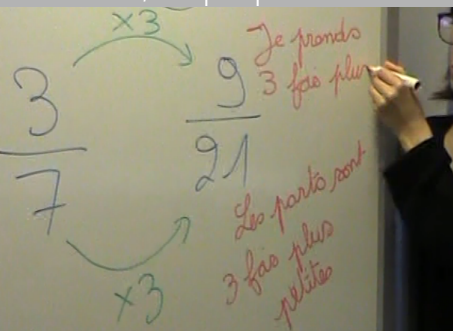 ×3
3
7
9
21
×3
Je prends
3 fois plus
Les parts sont
3 fois plus
petites